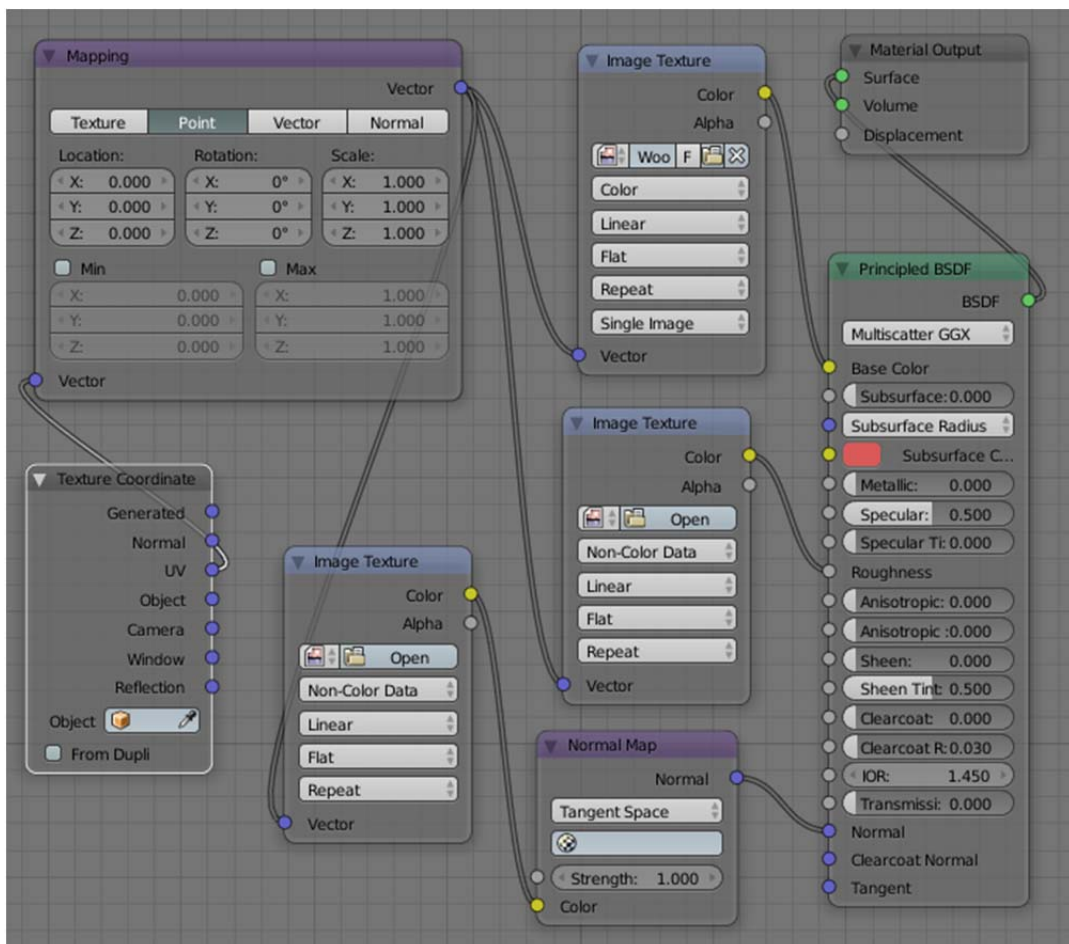 Mapping
Vector
Texture Point Vector Normal
Location: Rotation: Scale:
X: 0.000 X: 0° X: 1.000
Y: 0.000 Y: 0° Y: 1.000
Z: 0.000 Z: 0° Z: 1.000
Min Max
X: 0.000 X: 1.000
Y: 0.000 Y: 1.000
Z: 0.000 Z: 1.000
Vector
Texture Coordinate
Generated
Normal
UV
Object
Camera
Window
Reflection
Object
From Dupli
Image Texture
Color
Alpha
Open
Non-Color Data
Linear
Flat
Repeat
Vector
Image Texture
Color
Alpha
Woo F
Color
Linear
Flat
Repeat
Single Image
Vector
Image Texture
Color
Alpha
Open
Non-Color Data
Linear
Flat
Repeat
Vector
Normal Map
Normal
Tangent Space
Strength: 1.000
Color
Material Output
Surface
Volume
Displacement
Principled BSDF
BSDF
Multiscatter GGX
Base Color
Subsurface: 0.000
Subsurface Radius
Subsurface C...
Metallic: 0.000
Specular: 0.500
Specular Ti: 0.000
Roughness
Anisotropic: 0.000
Anisotropic : 0.000
Sheen: 0.000
Sheen Tint: 0.500
Clearcoat: 0.000
Clearcoat R: 0.030
IOR: 1.450
Transmissi: 0.000
Normal
Clearcoat Normal
Tangent